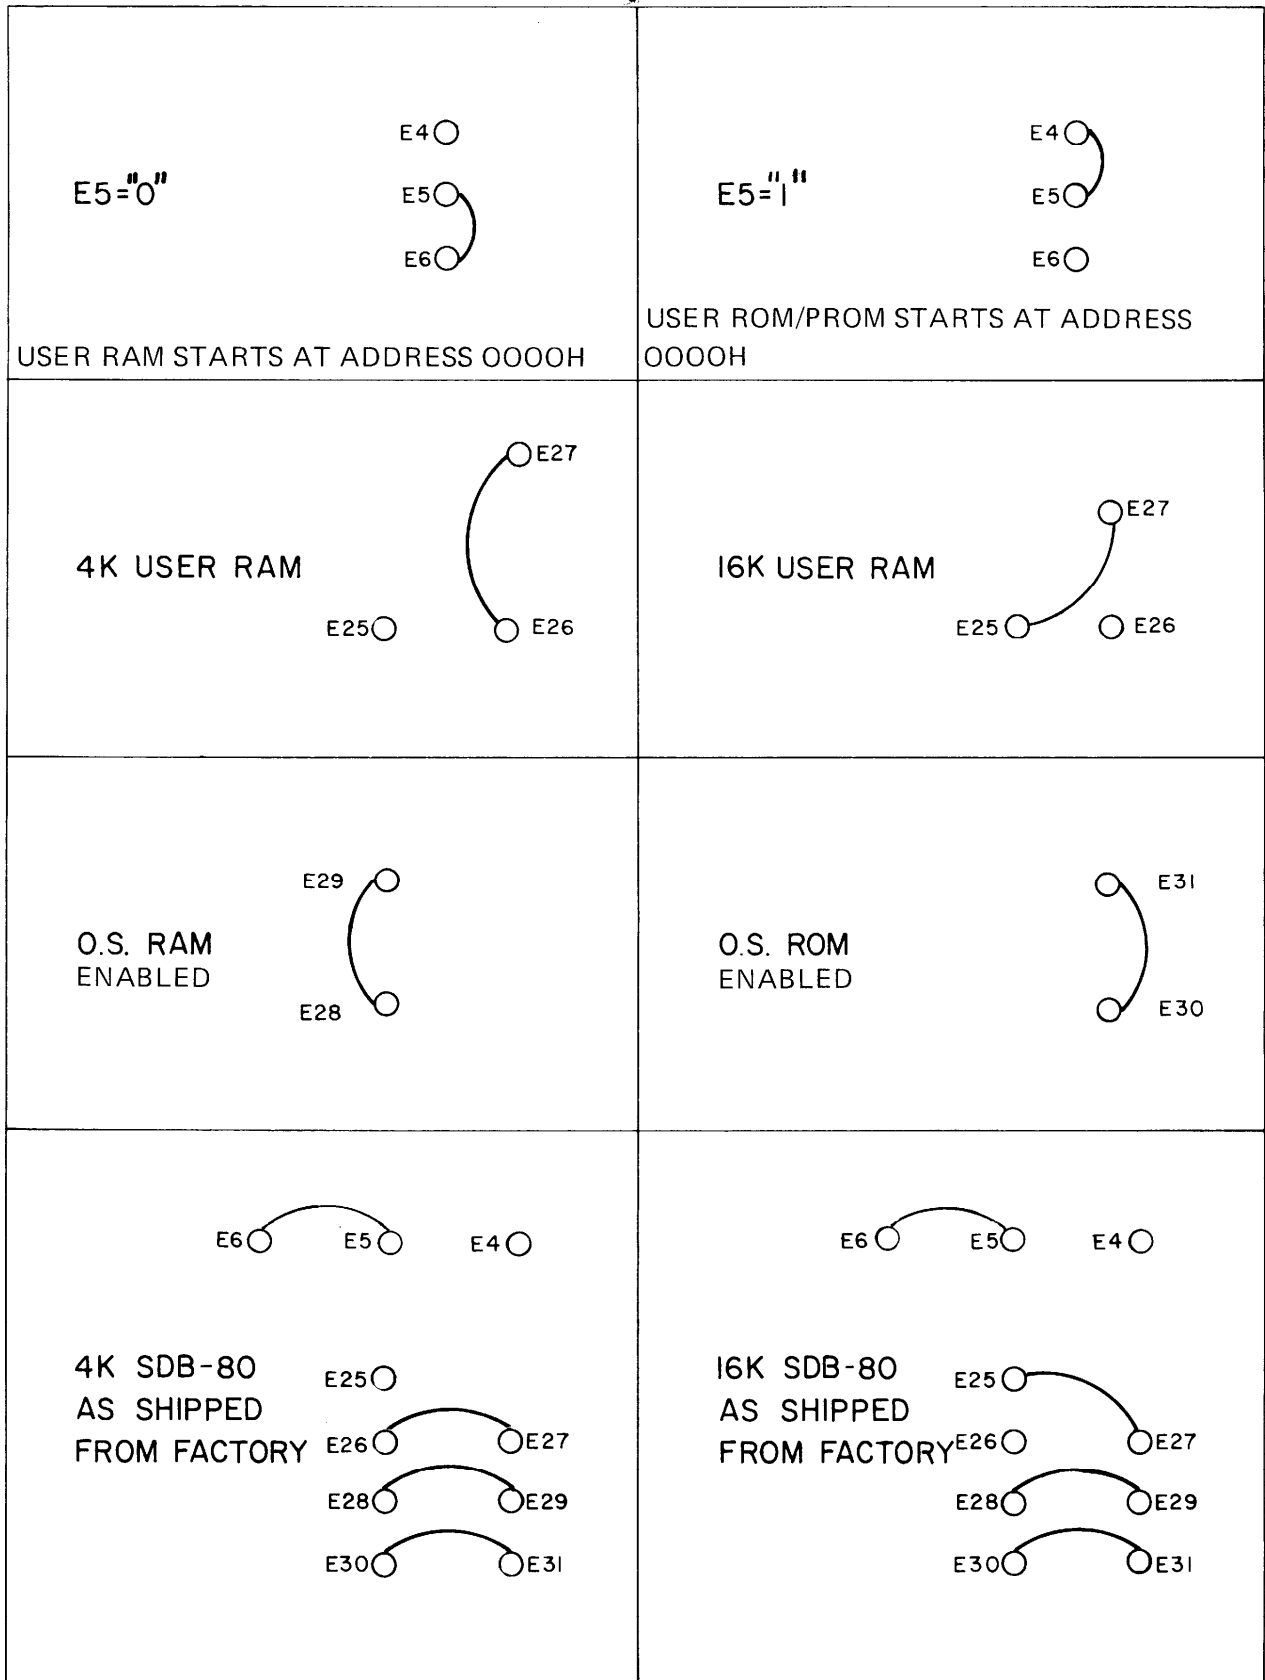 E4
E5="0"
E5
E6
USER RAM STARTS AT ADDRESS 0000H
E4
E5="1"
E5
E6
USER ROM/PROM STARTS AT ADDRESS
0000H
E27
4K USER RAM
E25
E26
E27
16K USER RAM
E25
E26
E29
O.S. RAM
ENABLED
E28
E31
O.S. ROM
ENABLED
E30
E6 E5 E4
4K SDB-80
AS SHIPPED
FROM FACTORY
E25
E26 E27
E28 E29
E30 E31
E6 E5 E4
16K SDB-80
AS SHIPPED
FROM FACTORY
E25
E26 E27
E28 E29
E30 E31